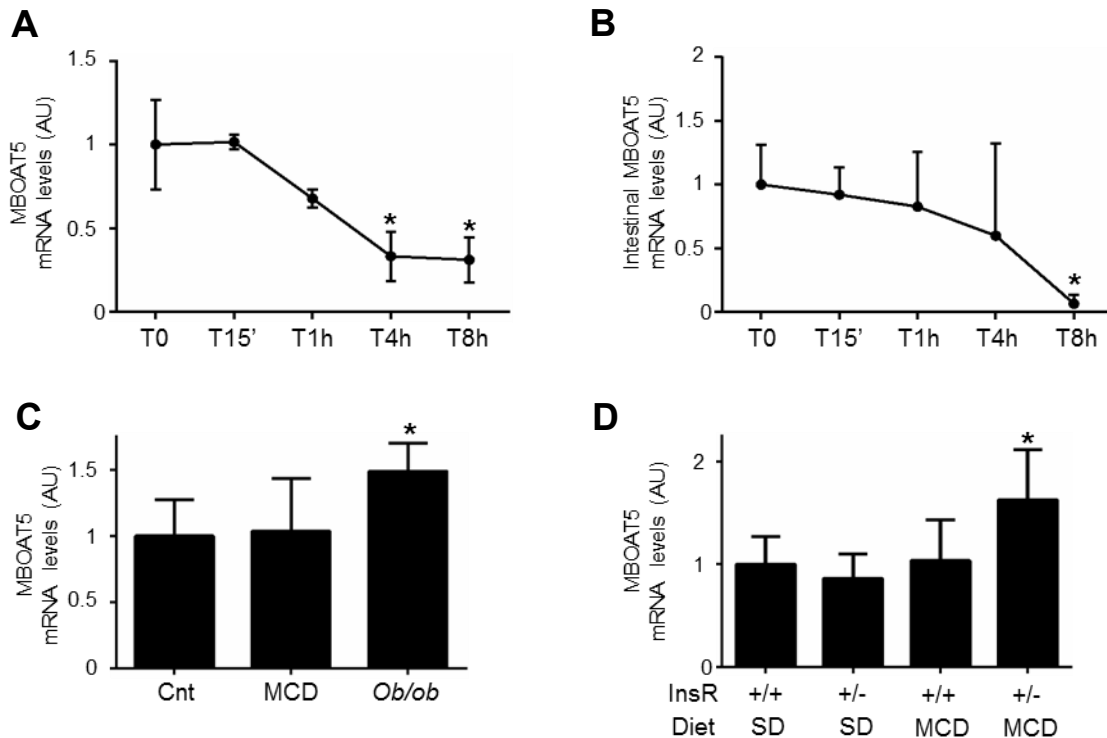 A
MBOAT5
mRNA levels (AU)
1.5
1
0.5
0
T0 T15’ T1h T4h T8h
* *
B
Intestinal MBOAT5
mRNA levels (AU)
2
1.5
1
0.5
0
T0 T15’ T1h T4h T8h
*
C
MBOAT5
mRNA levels (AU)
1.5
1
0.5
0
*
Cnt MCD Ob/ob
D
MBOAT5
mRNA levels (AU)
2
1
0
*
InsR +/+ +/- +/+ +/-
Diet SD SD MCD MCD